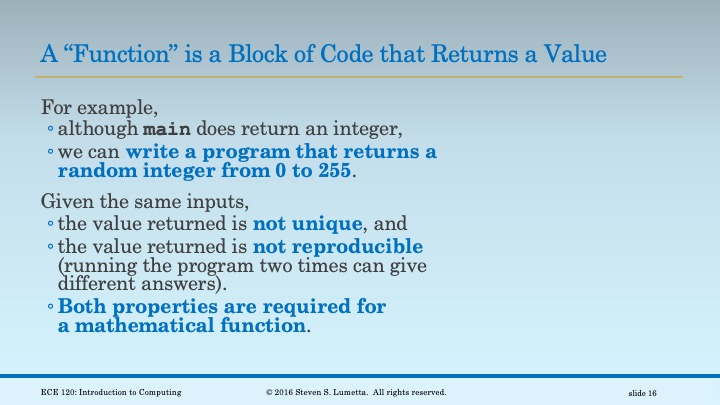 A “Function” is a Block of Code that Returns a Value
For example,
◦ although main does return an integer,
◦ we can write a program that returns a
random integer from 0 to 255.
Given the same inputs,
◦ the value returned is not unique, and
◦ the value returned is not reproducible
(running the program two times can give
different answers).
◦ Both properties are required for
a mathematical function.
ECE 120: Introduction to Computing © 2016 Steven S. Lumetta. All rights reserved. slide 16